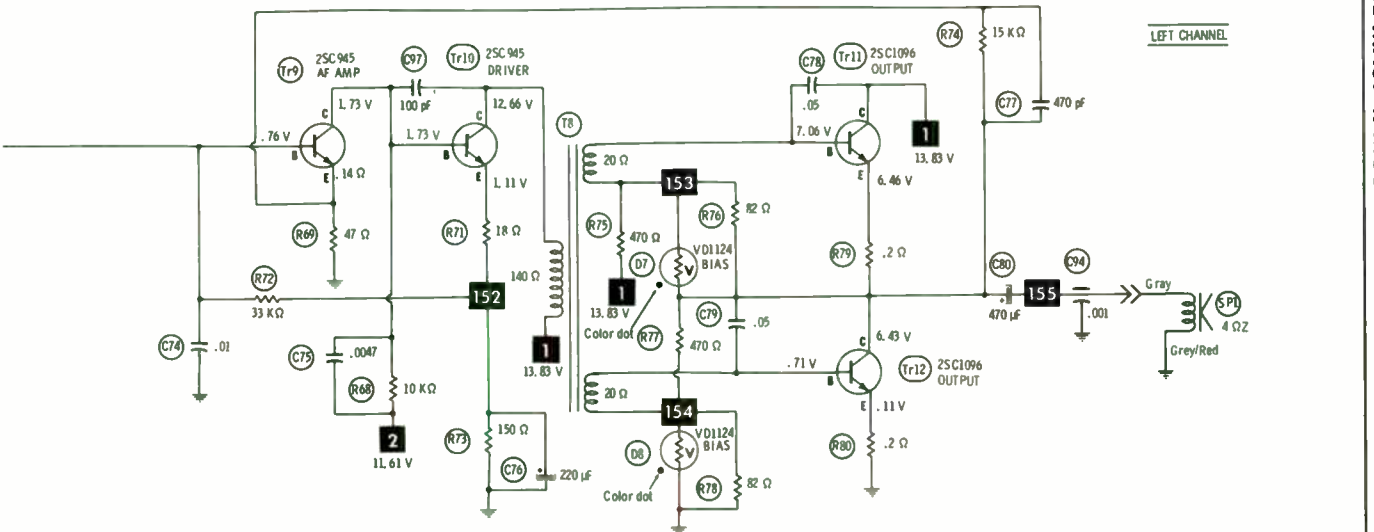 LEFT CHANNEL
R74
15 KΩ
C77
470 pF
Tr9
2SC945
AF AMP
C97
100 pF
Tr10
2SC 945
DRIVER
1.73 V
12.66 V
C
C
.76 V
B
1.73 V
B
E
.14 Ω
E
1.11 V
R69
47 Ω
R71
18 Ω
R72
33 KΩ
152
140 Ω
1
13.83 V
C74
.01
C75
.0047
R68
10 KΩ
2
11.61 V
R73
150 Ω
C76
+
220 µF
T8
20 Ω
153
R75
470 Ω
1
13.83 V
R76
82 Ω
VD1124
BIAS
D7
V
Color dot
R77
470 Ω
C79
.05
20 Ω
154
VD1124
BIAS
D8
V
Color dot
R78
82 Ω
C78
.05
Tr11
2SC1096
OUTPUT
C
7.06 V
B
E
6.46 V
1
13.83 V
R79
.2 Ω
6.43 V
C
.71 V
B
Tr12
2SC1096
OUTPUT
E
.11 V
R80
.2 Ω
C80
+
470 µF
155
C94
.001
Gray
SP1
4 ΩZ
Grey/Red